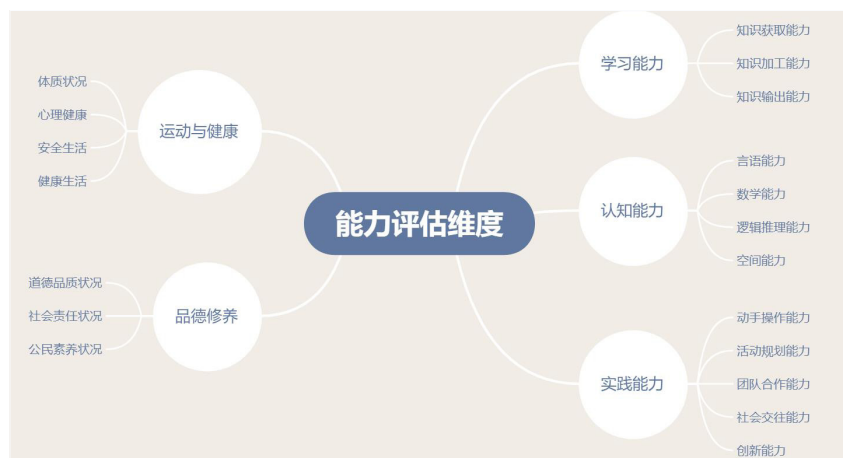 能力评估维度
学习能力
知识获取能力
知识加工能力
知识输出能力
认知能力
言语能力
数学能力
逻辑推理能力
空间能力
实践能力
动手操作能力
活动规划能力
团队合作能力
社会交往能力
创新能力
运动与健康
体质状况
心理健康
安全生活
健康生活
品德修养
道德品质状况
社会责任状况
公民素养状况